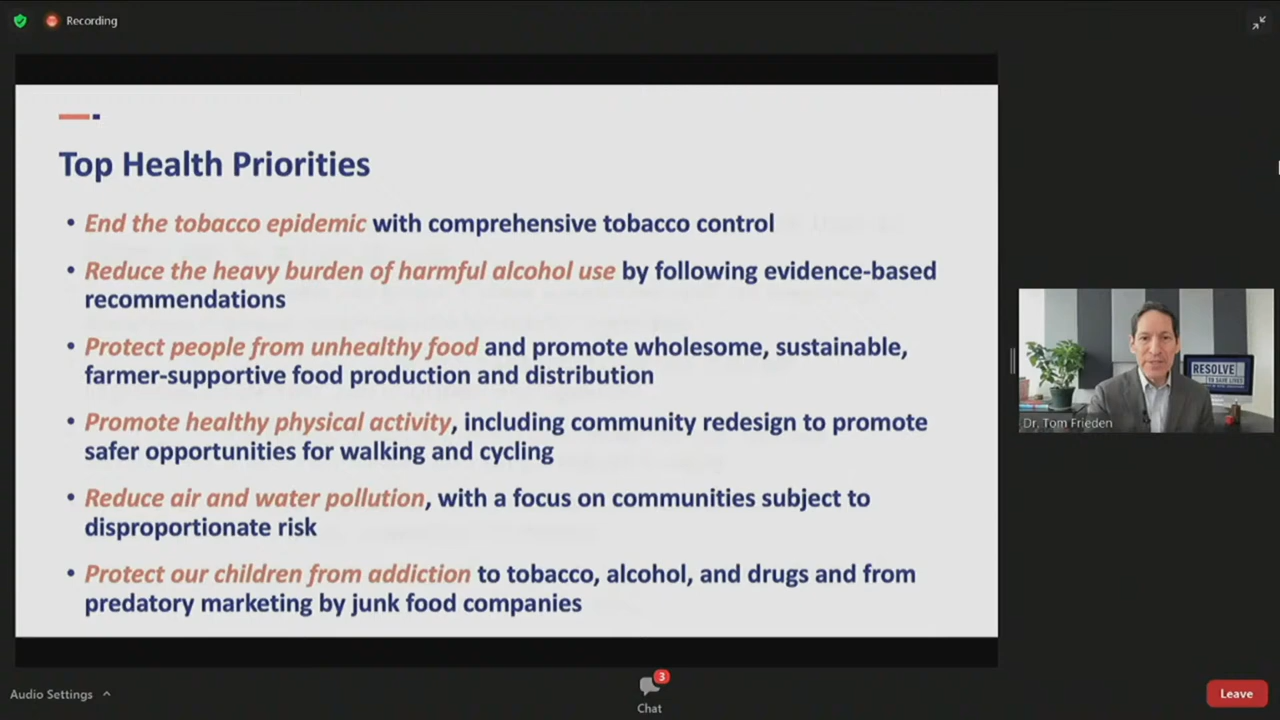 Recording
Top Health Priorities
• End the tobacco epidemic with comprehensive tobacco control
• Reduce the heavy burden of harmful alcohol use by following evidence-based
recommendations
• Protect people from unhealthy food and promote wholesome, sustainable,
farmer-supportive food production and distribution
• Promote healthy physical activity, including community redesign to promote
safer opportunities for walking and cycling
• Reduce air and water pollution, with a focus on communities subject to
disproportionate risk
• Protect our children from addiction to tobacco, alcohol, and drugs and from
predatory marketing by junk food companies
RESOLVE
TO SAVE LIVES
Dr. Tom Frieden
Audio Settings
3
Chat
Leave